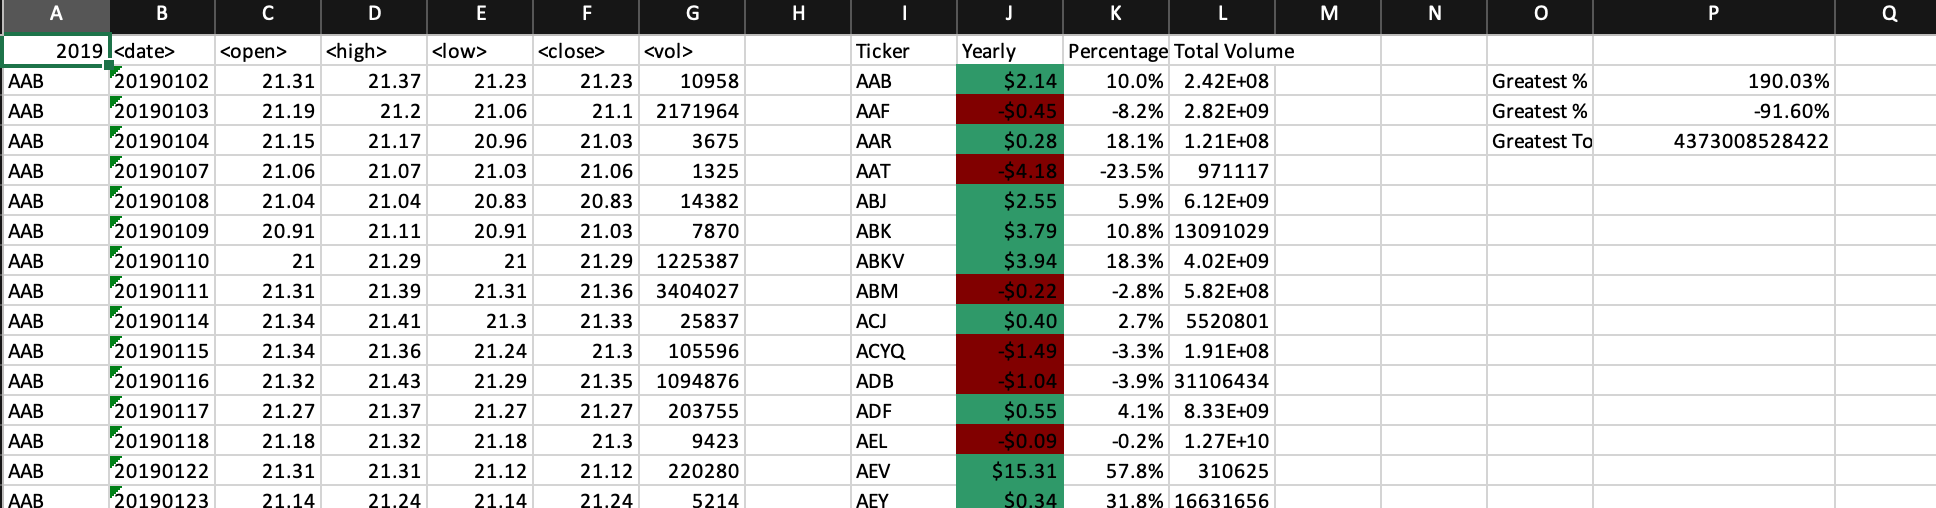 A B C D E F G H I J K L M N O P Q
2019 <date> <open> <high> <low> <close> <vol> Ticker Yearly Percentage Total Volume
AAB 20190102 21.31 21.37 21.23 21.23 10958 AAB $2.14 10.0% 2.42E+08 Greatest % 190.03%
AAB 20190103 21.19 21.2 21.06 21.1 2171964 AAF -$0.45 -8.2% 2.82E+09 Greatest % -91.60%
AAB 20190104 21.15 21.17 20.96 21.03 3675 AAR $0.28 18.1% 1.21E+08 Greatest To 4373008528422
AAB 20190107 21.06 21.07 21.03 21.06 1325 AAT -$4.18 -23.5% 971117
AAB 20190108 21.04 21.04 20.83 20.83 14382 ABJ $2.55 5.9% 6.12E+09
AAB 20190109 20.91 21.11 20.91 21.03 7870 ABK $3.79 10.8% 13091029
AAB 20190110 21 21.29 21 21.29 1225387 ABKV $3.94 18.3% 4.02E+09
AAB 20190111 21.31 21.39 21.31 21.36 3404027 ABM -$0.22 -2.8% 5.82E+08
AAB 20190114 21.34 21.41 21.3 21.33 25837 ACJ $0.40 2.7% 5520801
AAB 20190115 21.34 21.36 21.24 21.3 105596 ACYQ -$1.49 -3.3% 1.91E+08
AAB 20190116 21.32 21.43 21.29 21.35 1094876 ADB -$1.04 -3.9% 31106434
AAB 20190117 21.27 21.37 21.27 21.27 203755 ADF $0.55 4.1% 8.33E+09
AAB 20190118 21.18 21.32 21.18 21.3 9423 AEL -$0.09 -0.2% 1.27E+10
AAB 20190122 21.31 21.31 21.12 21.12 220280 AEV $15.31 57.8% 310625
AAB 20190123 21.14 21.24 21.14 21.24 5214 AEY $0.34 31.8% 16631656